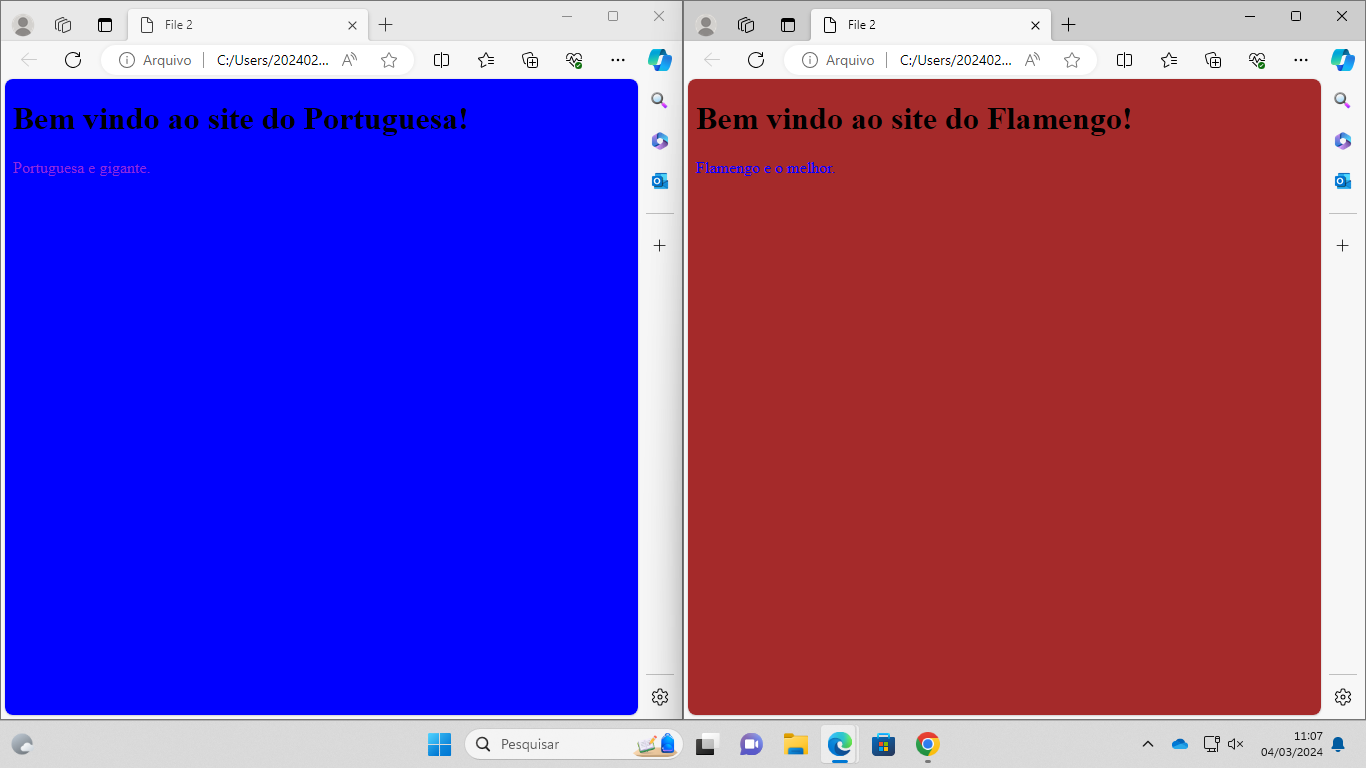 File 2
Arquivo
C:/Users/202402...
Bem vindo ao site do Portuguesa!
Portuguesa e gigante.
File 2
Arquivo
C:/Users/202402...
Bem vindo ao site do Flamengo!
Flamengo e o melhor.
Pesquisar
11:07
04/03/2024